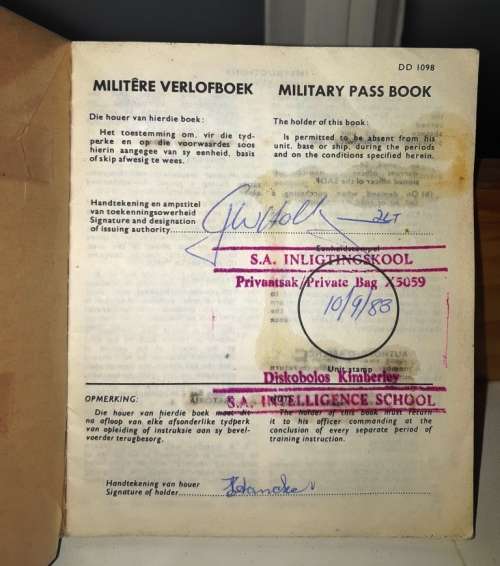 DD 1098
MILITÊRE VERLOFBOEK
MILITARY PASS BOOK
Die houer van hierdie boek:
Het toestemming om, vir die tyd-
perke en op die voorwaardes soos
hierin aangegee van sy eenheid, basis
of skip afwesig te wees.
The holder of this book:
Is permitted to be absent from his
unit, base or ship, during the periods
and on the conditions specified herein.
Handtekening en ampstitel
van toekenningsowerheid
Signature and designation
of issuing authority
2LT
Eenheidstempel
S.A. INLIGTINGSKOOL
Privaatsak/Private Bag X5059
10/9/83
Unit stamp
Diskobolos Kimberley
S.A. INTELLIGENCE SCHOOL
OPMERKING:
Die houer van hierdie boek moet dit
na afloop van elke afsonderlike tydperk
van opleiding of instruksie aan sy bevel-
voerder terugbesorg.
NOTE
The holder of this book must return
it to his officer commanding at the
conclusion of every separate period of
training instruction.
Handtekening van houer
Signature of holder